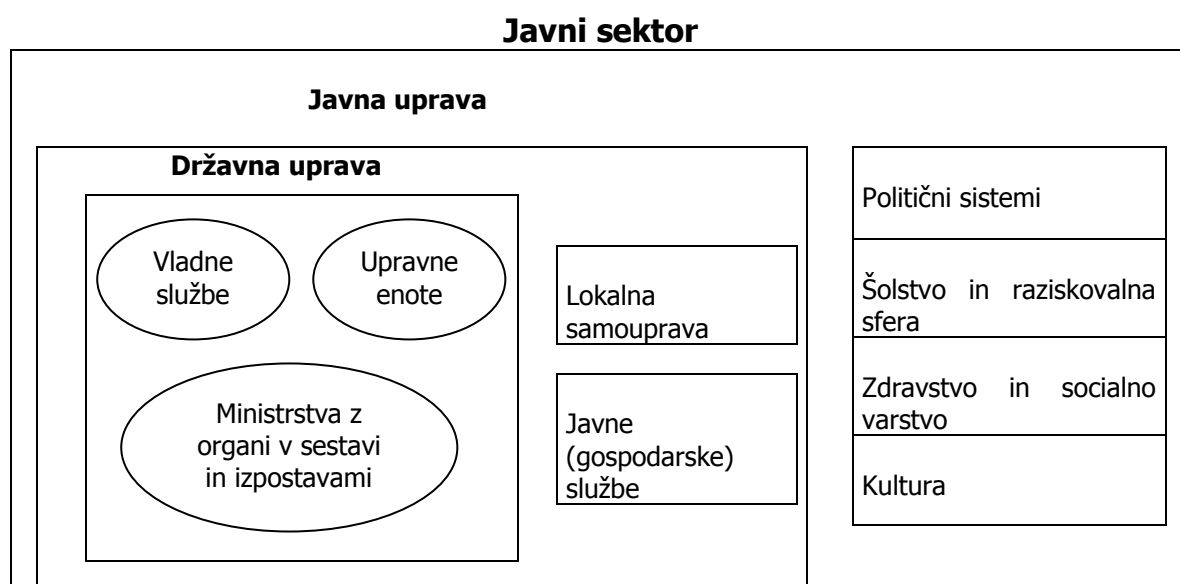 Javni sektor
Javna uprava
Državna uprava
Vladne
službe
Upravne
enote
Ministrstva z
organi v sestavi
in izpostavami
Lokalna
samouprava
Javne
(gospodarske)
službe
Politični sistemi
Šolstvo in raziskovalna
sfera
Zdravstvo in socialno
varstvo
Kultura